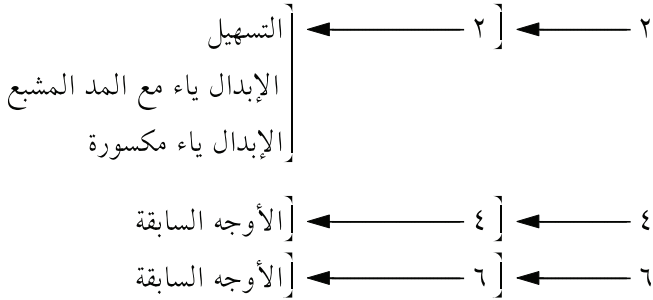 ٢ ٢ التسهيل
الإبدال ياء مع المد المشبع
الإبدال ياء مكسورة
٤ ٤ الأوجه السابقة
٦ ٦ الأوجه السابقة